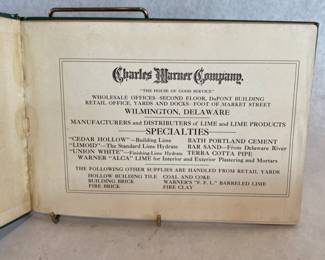 Charles Warner Company.
"THE HOUSE OF GOOD SERVICE"
WHOLESALE OFFICES-SECOND FLOOR, DuPONT BUILDING
RETAIL OFFICE, YARDS AND DOCKS-FOOT OF MARKET STREET
WILMINGTON, DELAWARE
MANUFACTURERS and DISTRIBUTERS of LIME and LIME PRODUCTS
SPECIALTIES
"CEDAR HOLLOW"-Building Lime BATH PORTLAND CEMENT
"LIMOID"-The Standard Lime Hydrate BAR SAND-From Delaware River
"UNION WHITE"-Finishing Lime Hydrate TERRA COTTA PIPE
WARNER "ALCA" LIME for Interior and Exterior Plastering and Mortars
THE FOLLOWING OTHER SUPPLIES ARE HANDLED FROM RETAIL YARDS
HOLLOW BUILDING TILE COAL AND COKE
BUILDING BRICK WARNER'S "F. F. L." BARRELED LIME
FIRE BRICK FIRE CLAY